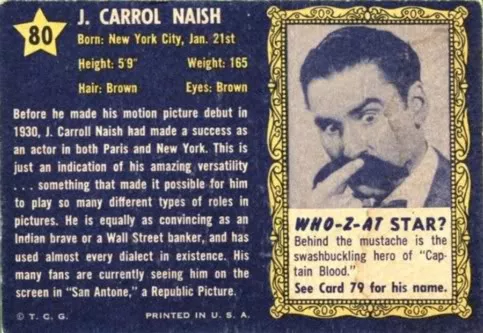 80
J. CARROL NAISH
Born: New York City, Jan. 21st
Height: 5'9" Weight: 165
Hair: Brown Eyes: Brown
Before he made his motion picture debut in
1930, J. Carroll Naish had made a success as
an actor in both Paris and New York. This is
just an indication of his amazing versatility
. . . something that made it possible for him
to play so many different types of roles in
pictures. He is equally as convincing as an
Indian brave or a Wall Street banker, and has
used almost every dialect in existence. His
many fans are currently seeing him on the
screen in "San Antone," a Republic Picture.
© T. C. G. PRINTED IN U. S. A.
WHO-Z-AT STAR?
Behind the mustache is the
swashbuckling hero of "Cap-
tain Blood."
See Card 79 for his name.